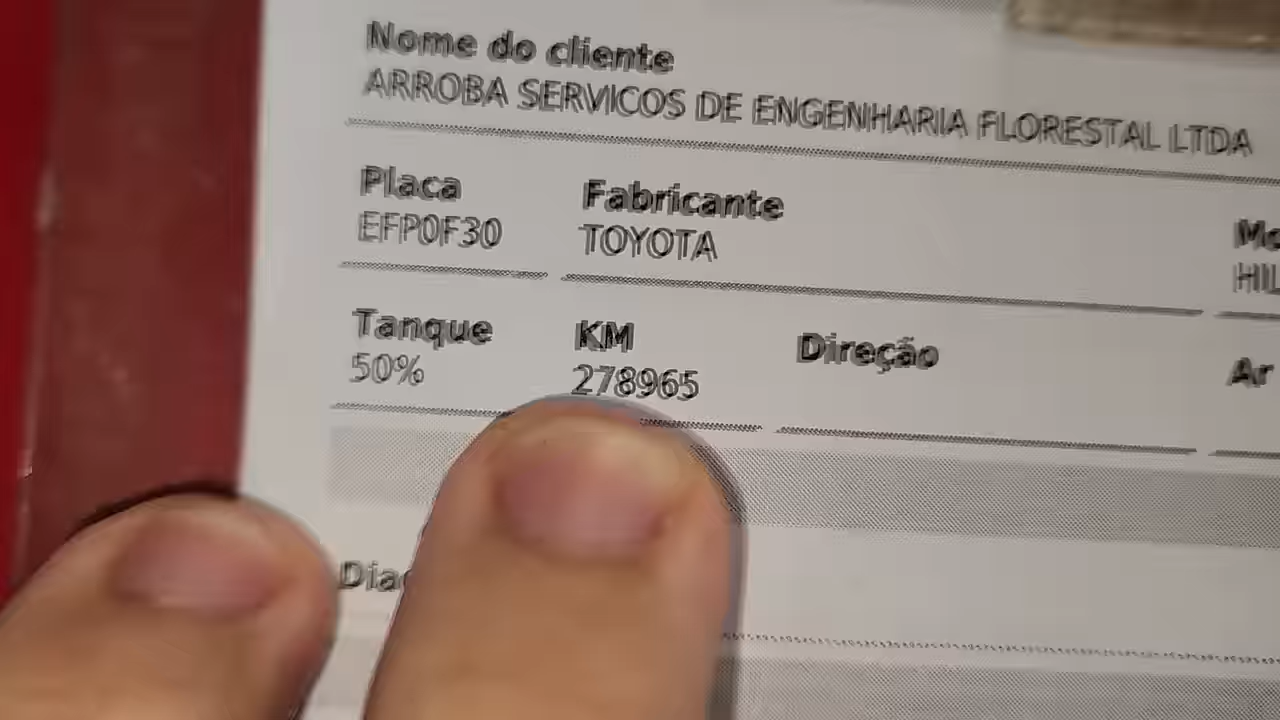 Nome do cliente
ARROBA SERVICOS DE ENGENHARIA FLORESTAL LTDA
Placa Fabricante
EFP0F30 TOYOTA HIL
Tanque KM Direção Ar
50% 278965